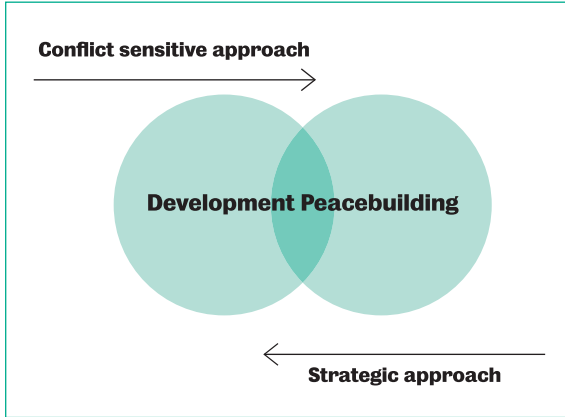 Conflict sensitive approach
Development Peacebuilding
Strategic approach